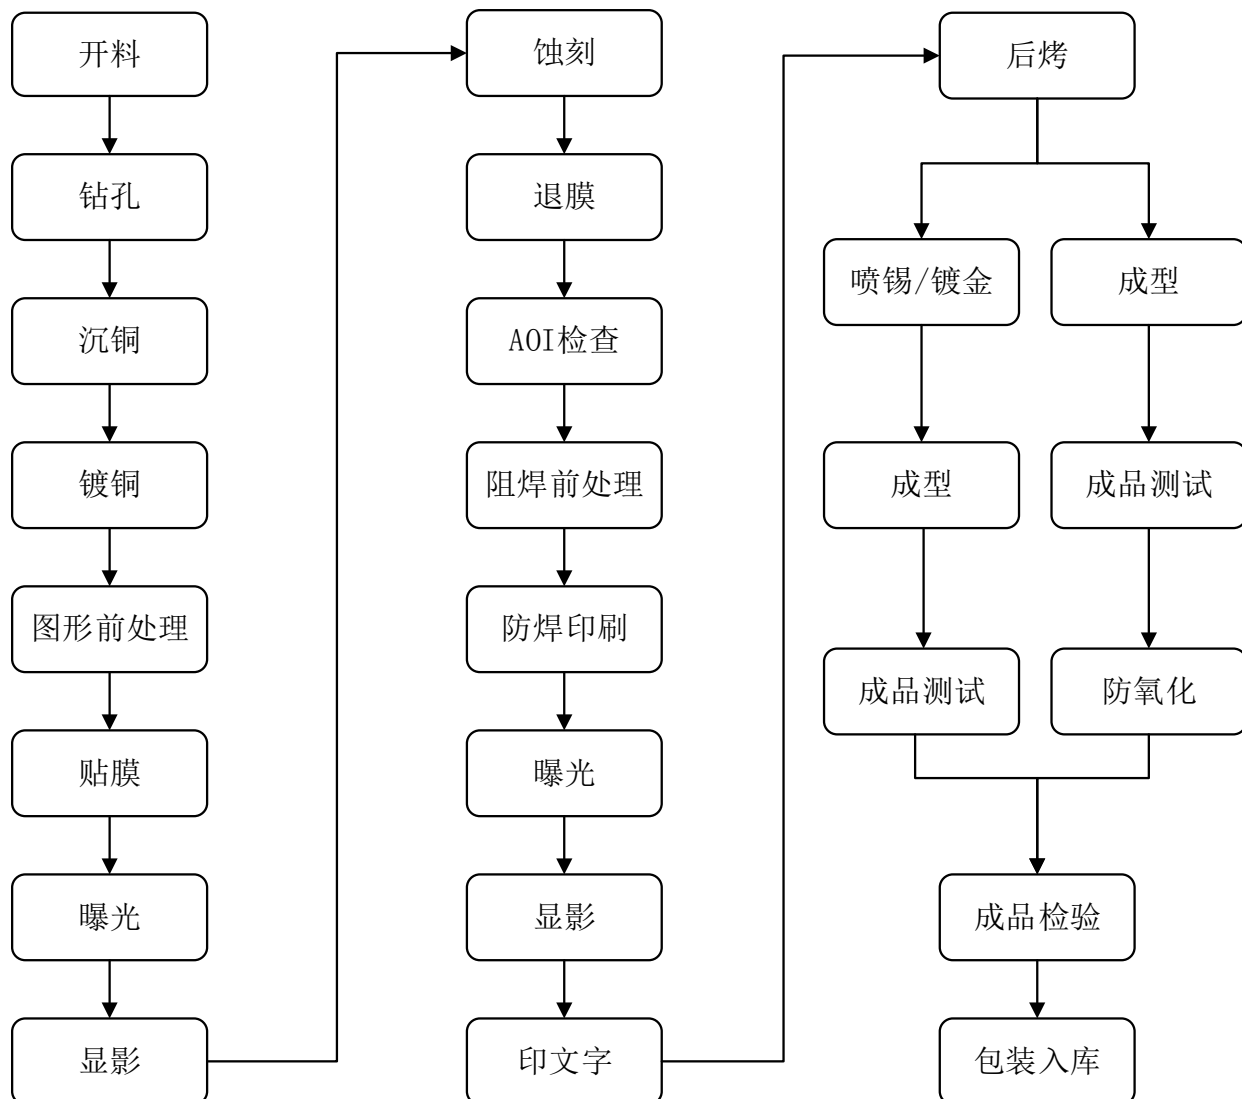 开料
钻孔
沉铜
镀铜
图形前处理
贴膜
曝光
显影
蚀刻
退膜
AOI检查
阻焊前处理
防焊印刷
曝光
显影
印文字
后烤
喷锡/镀金
成型
成型
成品测试
成品测试
防氧化
成品检验
包装入库